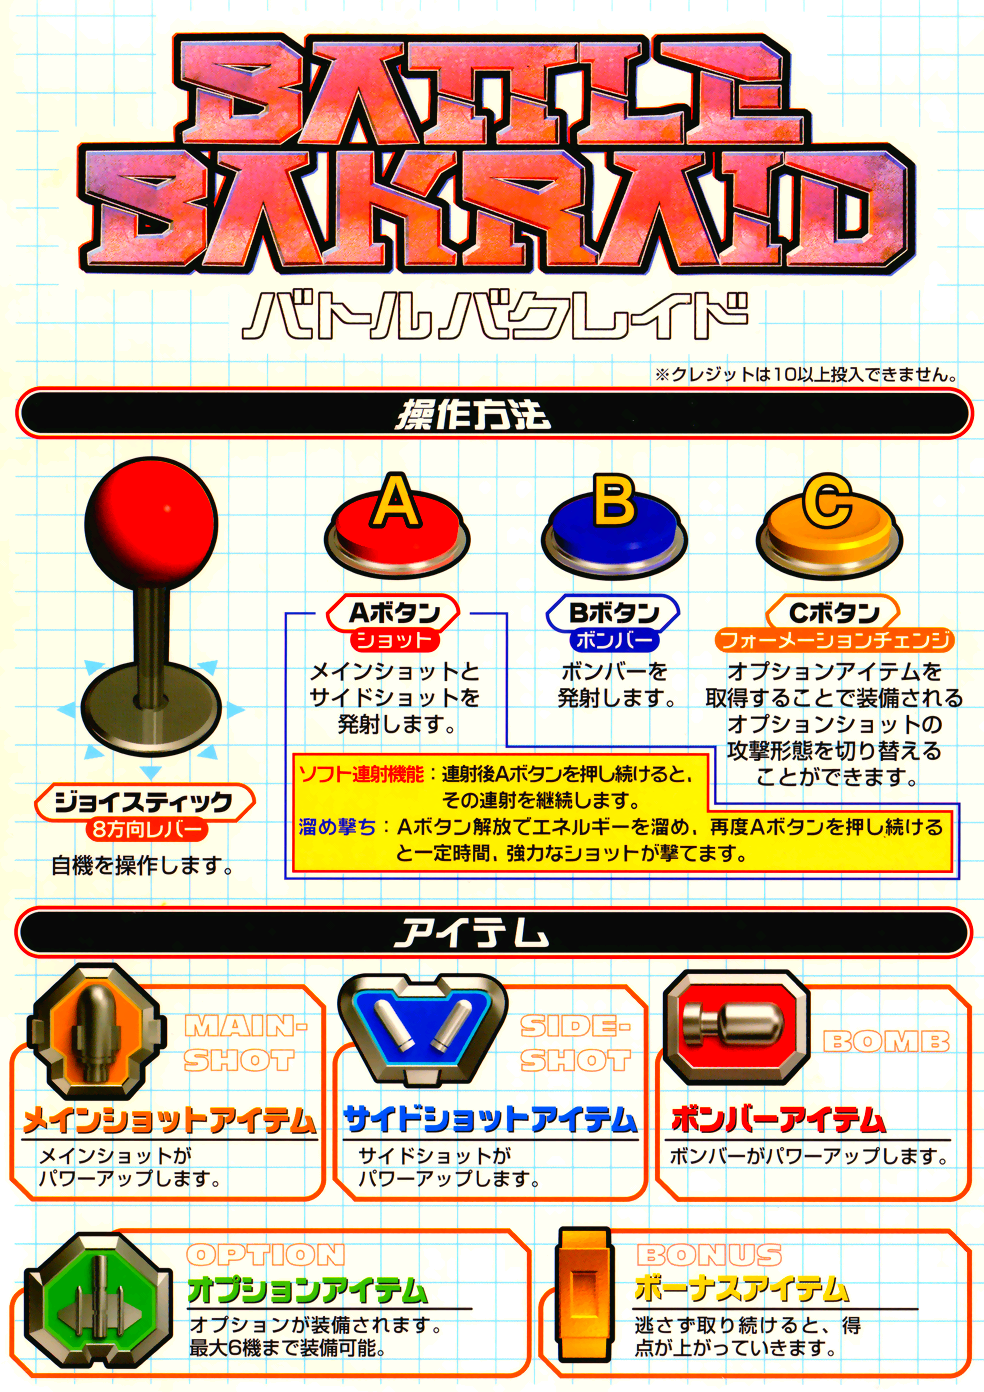 BATTLE
BAKRAID
バトルバクレイド
※クレジットは10以上投入できません。
操作方法
A
B
C
Aボタン
ショット
メインショットと
サイドショットを
発射します。
Bボタン
ボンバー
ボンバーを
発射します。
Cボタン
フォーメーションチェンジ
オプションアイテムを
取得することで装備される
オプションショットの
攻撃形態を切り替える
ことができます。
ソフト連射機能：連射後Aボタンを押し続けると、
その連射を継続します。
溜め撃ち：Aボタン解放でエネルギーを溜め、再度Aボタンを押し続ける
と一定時間、強力なショットが撃てます。
ジョイスティック
8方向レバー
自機を操作します。
アイテム
MAIN-
SHOT
メインショットアイテム
メインショットが
パワーアップします。
SIDE-
SHOT
サイドショットアイテム
サイドショットが
パワーアップします。
BOMB
ボンバーアイテム
ボンバーがパワーアップします。
OPTION
オプションアイテム
オプションが装備されます。
最大6機まで装備可能。
BONUS
ボーナスアイテム
逃さず取り続けると、得
点が上がっていきます。